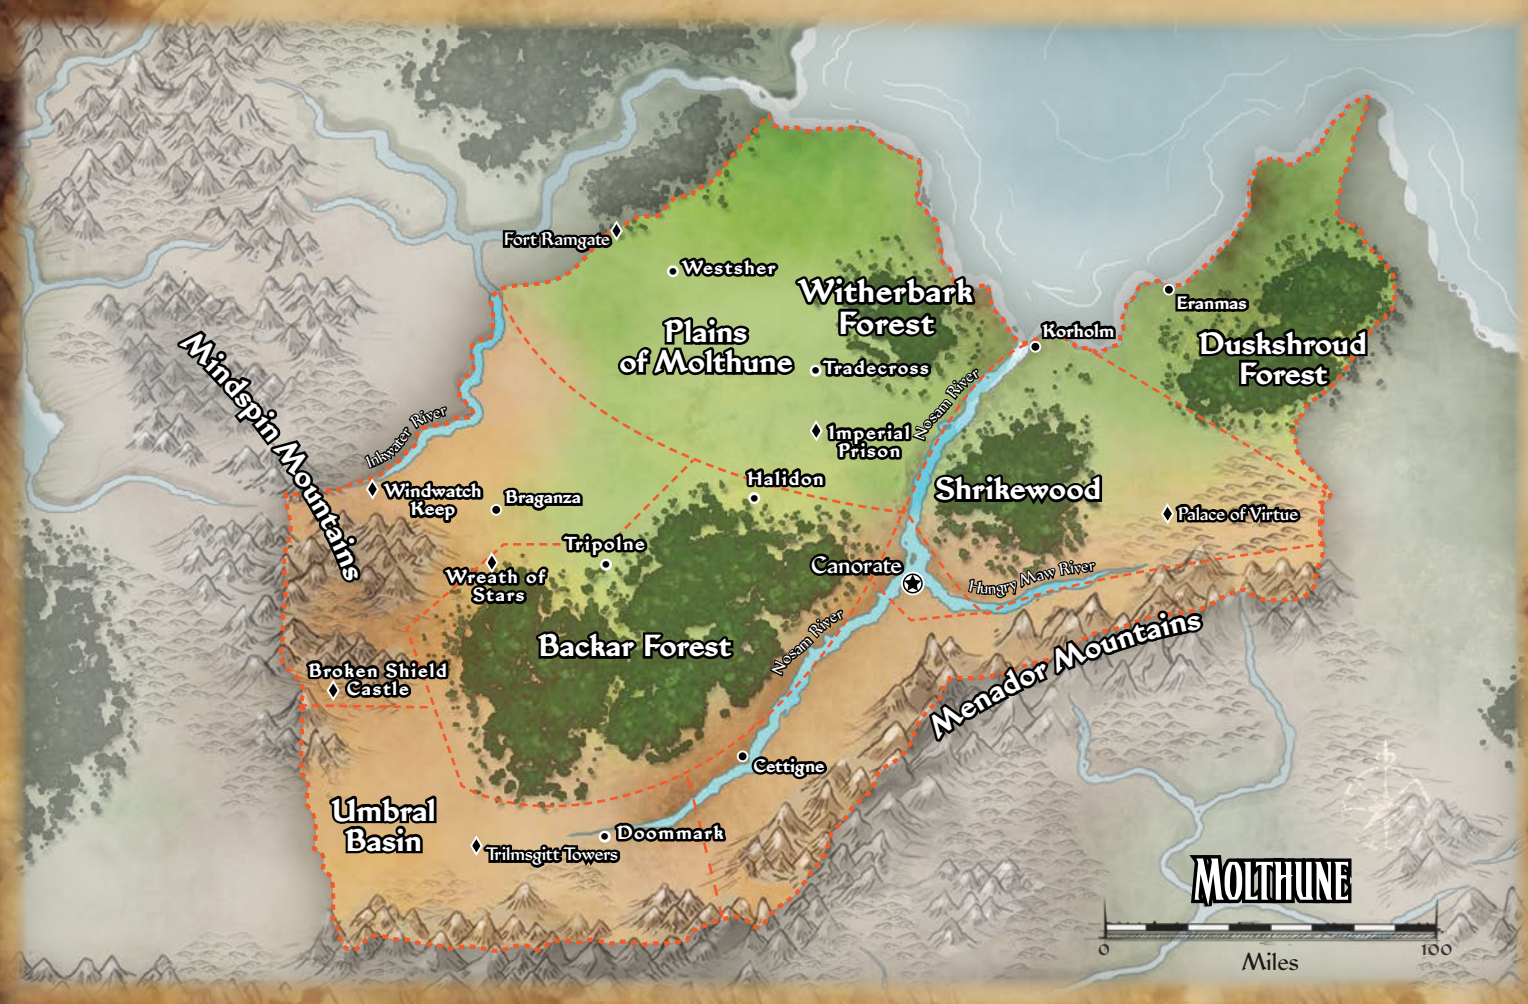 Fort Ramgate
Westsher
Witherbark
Forest
Eranmas
Plains
of Molthune
Korholm
Duskshroud
Forest
Tradecross
Mindspin Mountains
Inkwater River
Nosam River
Imperial
Prison
Windwatch
Keep
Braganza
Halidon
Shrikewood
Palace of Virtue
Tripolne
Wreath of
Stars
Canorate
Hungry Maw River
Backar Forest
Nosam River
Menador Mountains
Broken Shield
Castle
Cettigne
Umbral
Basin
Doommark
Trilmsgitt Towers
MOLTHUNE
0 100
Miles